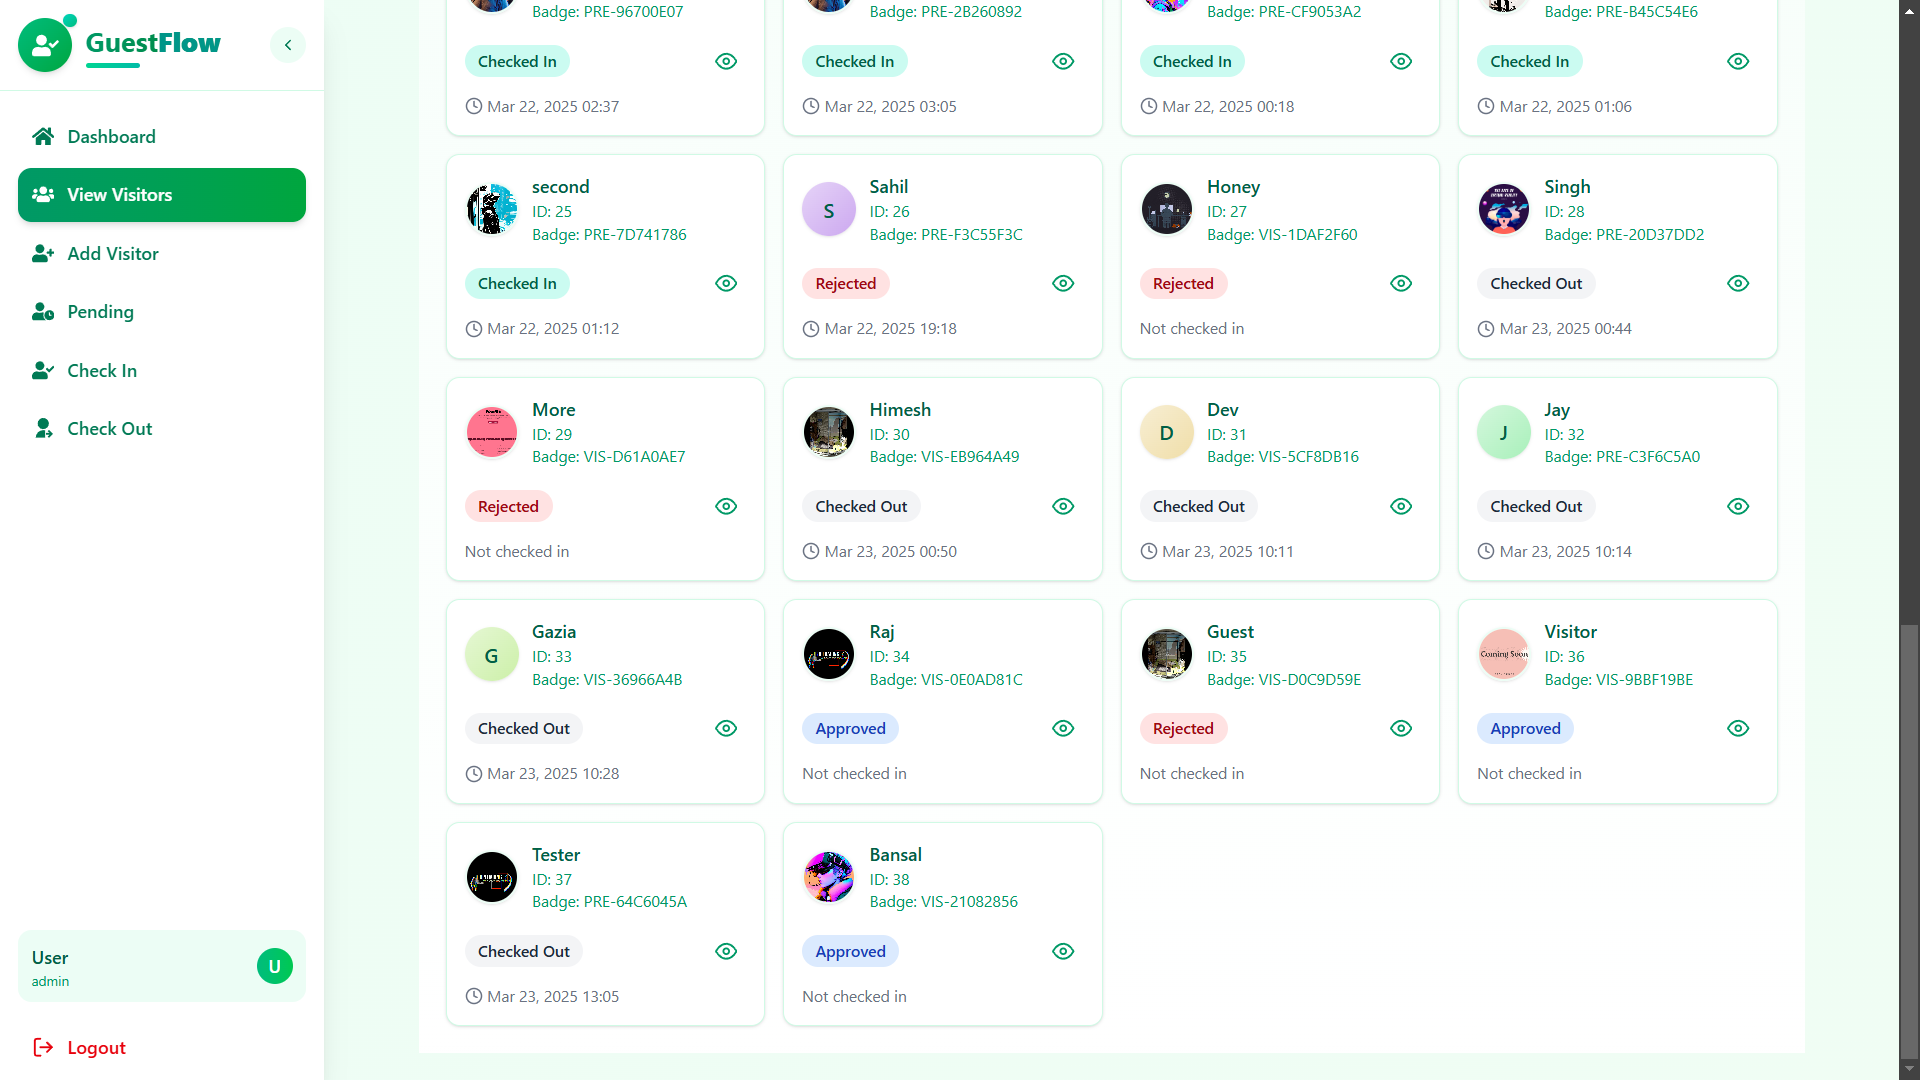 GuestFlow
Dashboard
View Visitors
Add Visitor
Pending
Check In
Check Out
User
admin
U
Logout
Badge: PRE-96700E07
Checked In
Mar 22, 2025 02:37
Badge: PRE-2B260892
Checked In
Mar 22, 2025 03:05
Badge: PRE-CF9053A2
Checked In
Mar 22, 2025 00:18
Badge: PRE-B45C54E6
Checked In
Mar 22, 2025 01:06
second
ID: 25
Badge: PRE-7D741786
Checked In
Mar 22, 2025 01:12
S
Sahil
ID: 26
Badge: PRE-F3C55F3C
Rejected
Mar 22, 2025 19:18
Honey
ID: 27
Badge: VIS-1DAF2F60
Rejected
Not checked in
Singh
ID: 28
Badge: PRE-20D37DD2
Checked Out
Mar 23, 2025 00:44
More
ID: 29
Badge: VIS-D61A0AE7
Rejected
Not checked in
Himesh
ID: 30
Badge: VIS-EB964A49
Checked Out
Mar 23, 2025 00:50
D
Dev
ID: 31
Badge: VIS-5CF8DB16
Checked Out
Mar 23, 2025 10:11
J
Jay
ID: 32
Badge: PRE-C3F6C5A0
Checked Out
Mar 23, 2025 10:14
G
Gazia
ID: 33
Badge: VIS-36966A4B
Checked Out
Mar 23, 2025 10:28
Raj
ID: 34
Badge: VIS-0E0AD81C
Approved
Not checked in
Guest
ID: 35
Badge: VIS-D0C9D59E
Rejected
Not checked in
Coming Soon
Visitor
ID: 36
Badge: VIS-9BBF19BE
Approved
Not checked in
Tester
ID: 37
Badge: PRE-64C6045A
Checked Out
Mar 23, 2025 13:05
Bansal
ID: 38
Badge: VIS-21082856
Approved
Not checked in